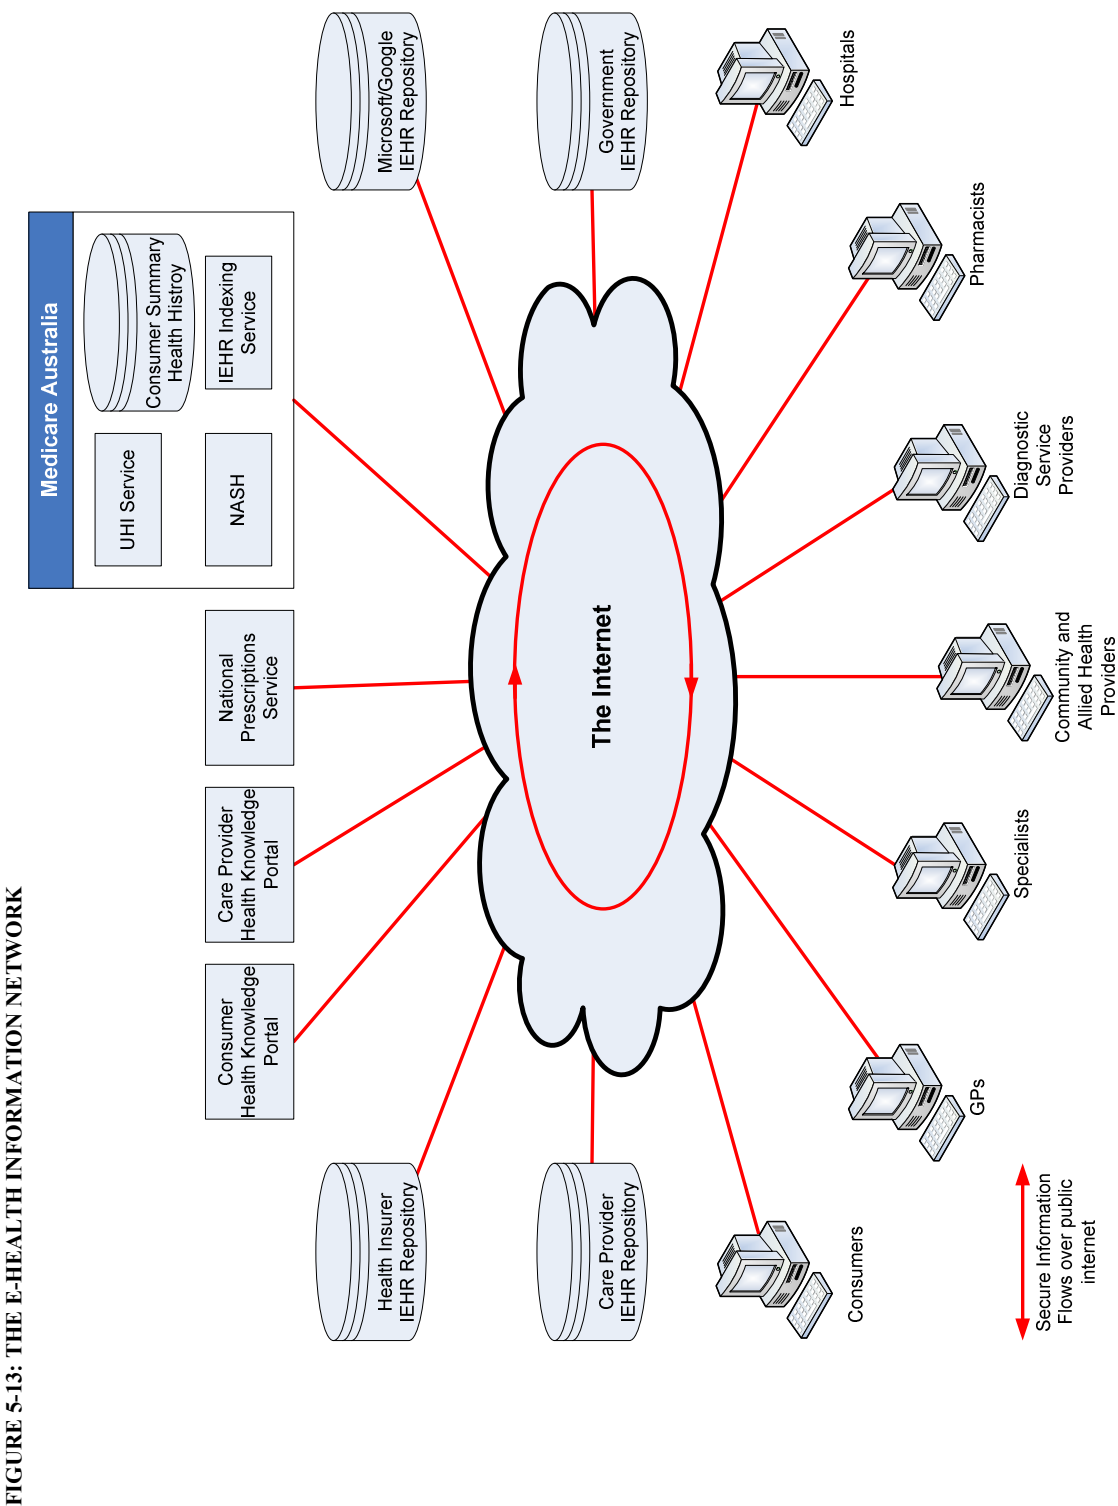 FIGURE 5-13: THE E-HEALTH INFORMATION NETWORK
Medicare Australia
UHI Service
Consumer Summary
Health Histroy
NASH
IEHR Indexing
Service
Consumer
Health Knowledge
Portal
Care Provider
Health Knowledge
Portal
National
Prescriptions
Service
Health Insurer
IEHR Repository
Microsoft/Google
IEHR Repository
The Internet
Care Provider
IEHR Repository
Government
IEHR Repository
Consumers
GPs
Specialists
Community and
Allied Health
Providers
Diagnostic
Service
Providers
Pharmacists
Hospitals
Secure Information
Flows over public
internet